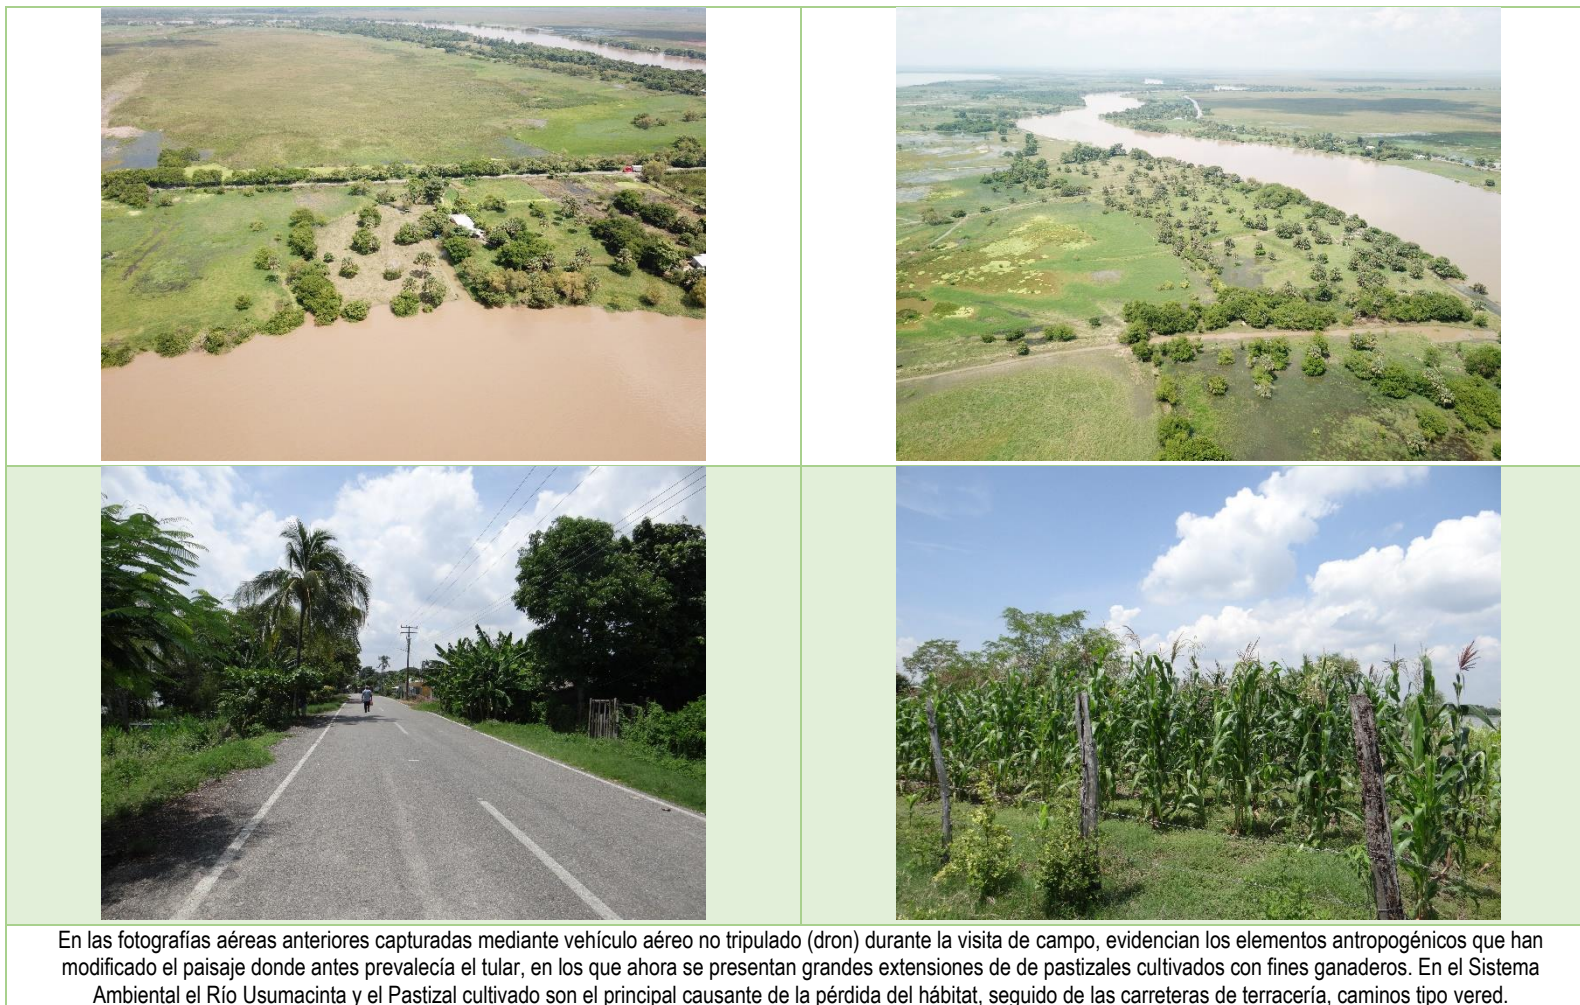 En las fotografías aéreas anteriores capturadas mediante vehículo aéreo no tripulado (dron) durante la visita de campo, evidencian los elementos antropogénicos que han
modificado el paisaje donde antes prevalecía el tular, en los que ahora se presentan grandes extensiones de de pastizales cultivados con fines ganaderos. En el Sistema
Ambiental el Río Usumacinta y el Pastizal cultivado son el principal causante de la pérdida del hábitat, seguido de las carreteras de terracería, caminos tipo vered.